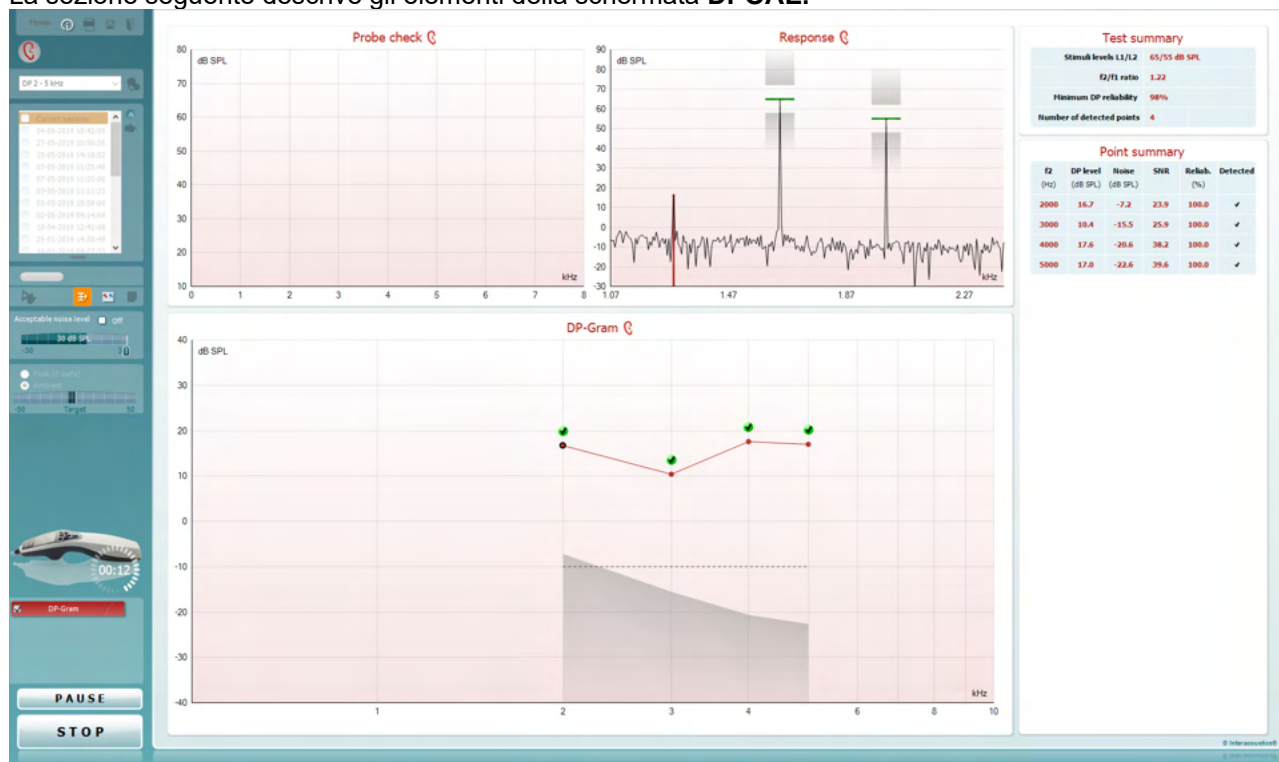 La sezione seguente descrive gli elementi della schermata DPOAE.
Menu
DP 2 - 5 kHz
Current session
Acceptable noise level Off
30 dB SPL
-30
Ambient
-50 Target 50
00:12
DP-Gram
PAUSE
STOP
Probe check
dB SPL
80
70
60
50
40
30
20
10
kHz
0 1 2 3 4 5 6 7 8
Response
dB SPL
90
80
70
60
50
40
30
20
10
0
-10
-20
-30
kHz
1.07 1.47 1.87 2.27
DP-Gram
dB SPL
40
30
20
10
0
-10
-20
-30
-40
kHz
1 2 3 4 6 8 10
Test summary
Stimuli levels L1/L2 65/55 dB SPL
f2/f1 ratio 1.22
Minimum DP reliability 98%
Number of detected points 4
Point summary
f2 DP level Noise SNR Reliab. Detected
(Hz) (dB SPL) (dB SPL) (%)
2000 16.7 -7.2 23.9 100.0 ✔
3000 10.4 -15.5 25.9 100.0 ✔
4000 17.6 -20.6 38.2 100.0 ✔
5000 17.0 -22.6 39.6 100.0 ✔
© Interacoustics®